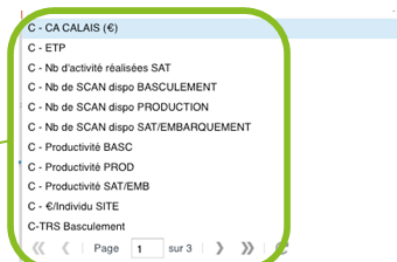 C - CA CALAIS (€)
C - ETP
C - Nb d'activité réalisées SAT
C - Nb de SCAN dispo BASCULEMENT
C - Nb de SCAN dispo PRODUCTION
C - Nb de SCAN dispo SAT/EMBARQUEMENT
C - Productivité BASC
C - Productivité PROD
C - Productivité SAT/EMB
C - €/Individu SITE
C-TRS Basculement
Page 1 sur 3